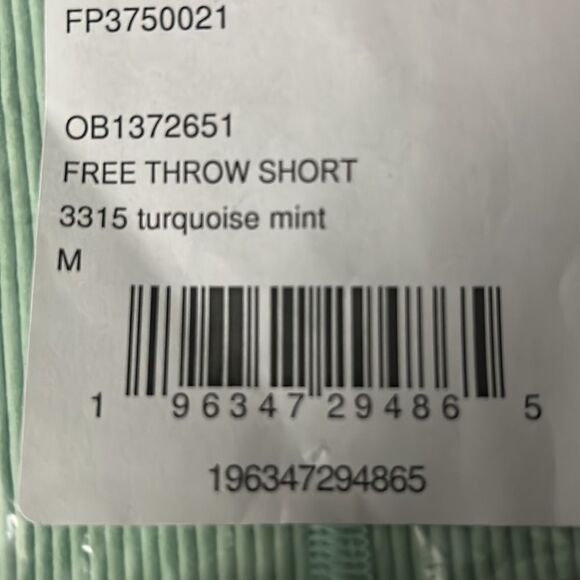 FP3750021
OB1372651
FREE THROW SHORT
3315 turquoise mint
M
1 96347 29486 5
196347294865